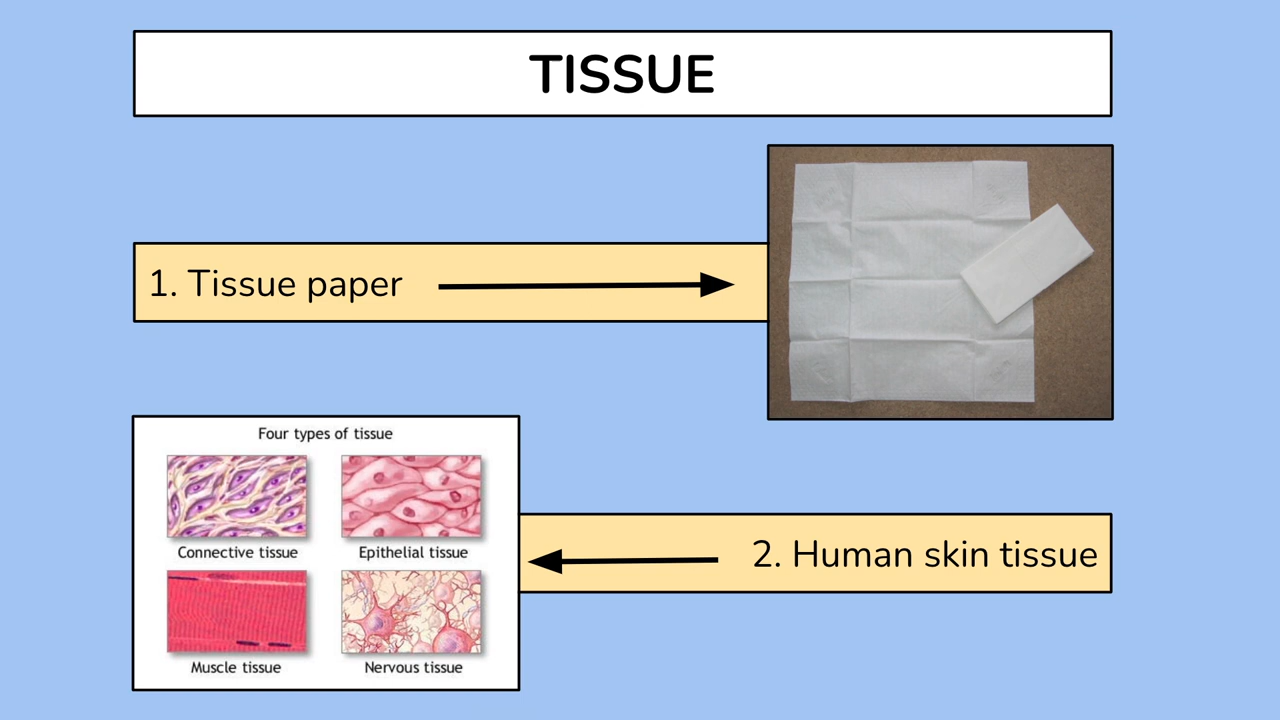 TISSUE
1. Tissue paper
Four types of tissue
Connective tissue
Epithelial tissue
Muscle tissue
Nervous tissue
2. Human skin tissue